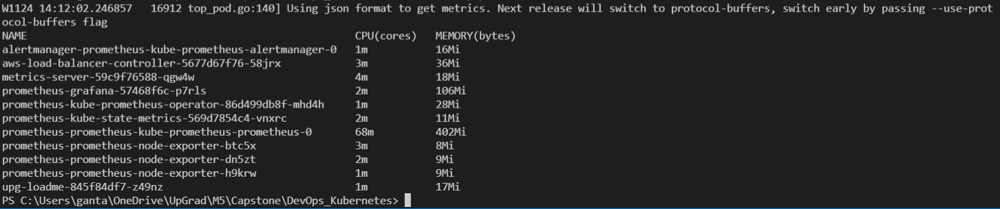 W1124 14:12:02.246857   16912 top_pod.go:140] Using json format to get metrics. Next release will switch to protocol-buffers, switch early by passing --use-prot
ocol-buffers flag
NAME                                                     CPU(cores)   MEMORY(bytes)
alertmanager-prometheus-kube-prometheus-alertmanager-0   1m           16Mi
aws-load-balancer-controller-5677d67f76-58jrx            3m           36Mi
metrics-server-59c9f76588-qgw4w                          4m           18Mi
prometheus-grafana-57468f6c-p7rls                        2m           106Mi
prometheus-kube-prometheus-operator-86d499db8f-mhd4h     1m           28Mi
prometheus-kube-state-metrics-569d7854c4-vnxrc           2m           11Mi
prometheus-prometheus-kube-prometheus-prometheus-0       68m          402Mi
prometheus-prometheus-node-exporter-btc5x                3m           8Mi
prometheus-prometheus-node-exporter-dn5zt                2m           9Mi
prometheus-prometheus-node-exporter-h9krw                1m           9Mi
upg-loadme-845f84df7-z49nz                               1m           17Mi
PS C:\Users\ganta\OneDrive\UpGrad\M5\Capstone\DevOps_Kubernetes>